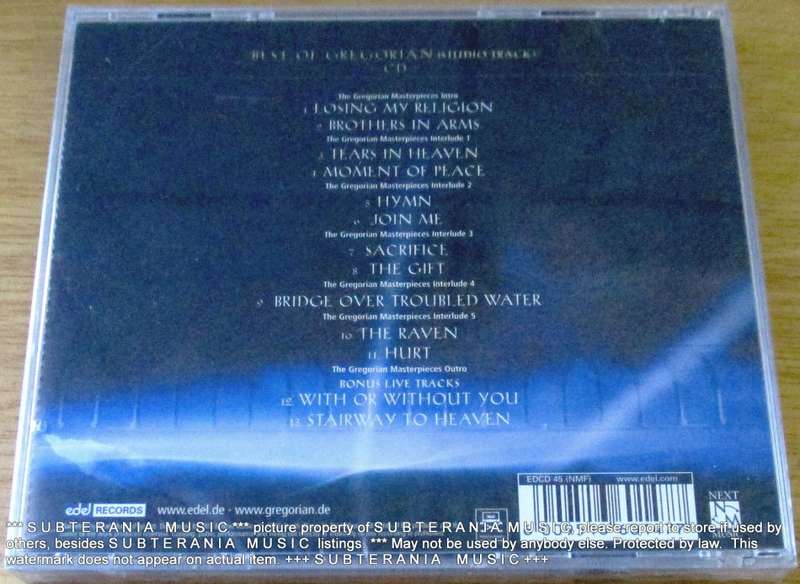 BEST OF GREGORIAN (STUDIO TRACKS)
CD
The Gregorian Masterpieces Intro
1. LOSING MY RELIGION
2. BROTHERS IN ARMS
The Gregorian Masterpieces Interlude 1
3. TEARS IN HEAVEN
4. MOMENT OF PEACE
The Gregorian Masterpieces Interlude 2
5. HYMN
6. JOIN ME
The Gregorian Masterpieces Interlude 3
7. SACRIFICE
8. THE GIFT
The Gregorian Masterpieces Interlude 4
9. BRIDGE OVER TROUBLED WATER
The Gregorian Masterpieces Interlude 5
10. THE RAVEN
11. HURT
The Gregorian Masterpieces Outro
BONUS LIVE TRACKS
12. WITH OR WITHOUT YOU
13. STAIRWAY TO HEAVEN
EDCD 45 (NMF) www.edel.com
edel RECORDS www.edel.de - www.gregorian.de
NEXT
MUSIC
*** S U B T E R A N I A M U S I C *** picture property of S U B T E R A N I A M U S I C, please report to store if used by
others, besides S U B T E R A N I A M U S I C listings *** May not be used by anybody else. Protected by law. This
watermark does not appear on actual item +++ S U B T E R A N I A M U S I C +++